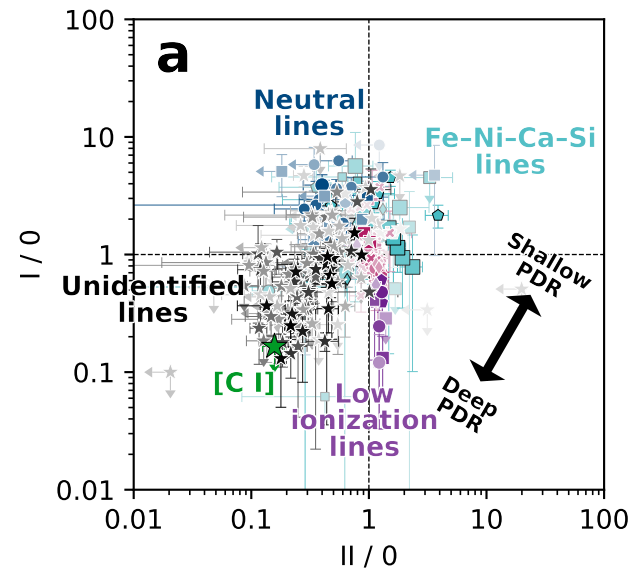 a
100
10
1
0.1
0.01
I / 0
Neutral
lines
Fe–Ni–Ca–Si
lines
Unidentified
lines
[C I]
Low
ionization
lines
Shallow
PDR
Deep
PDR
0.01
0.1
1
10
100
II / 0